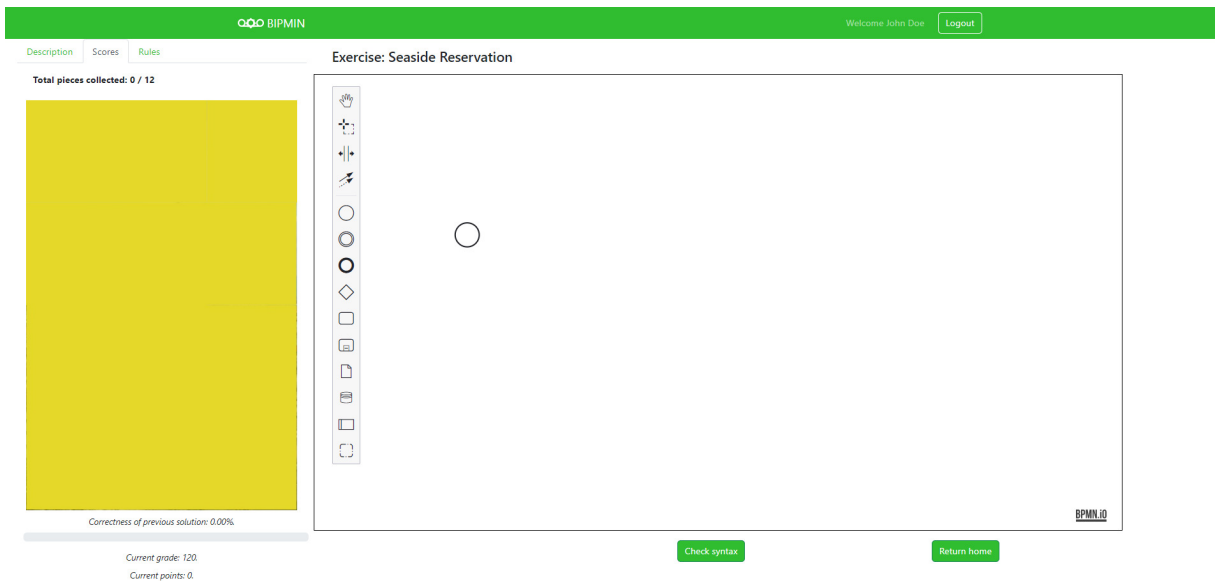 BIPMIN
Welcome John Doe
Logout
Description
Scores
Rules
Exercise: Seaside Reservation
Total pieces collected: 0 / 12
Correctness of previous solution: 0.00%.
Current grade: 120.
Current points: 0.
BPMN.iO
Check syntax
Return home